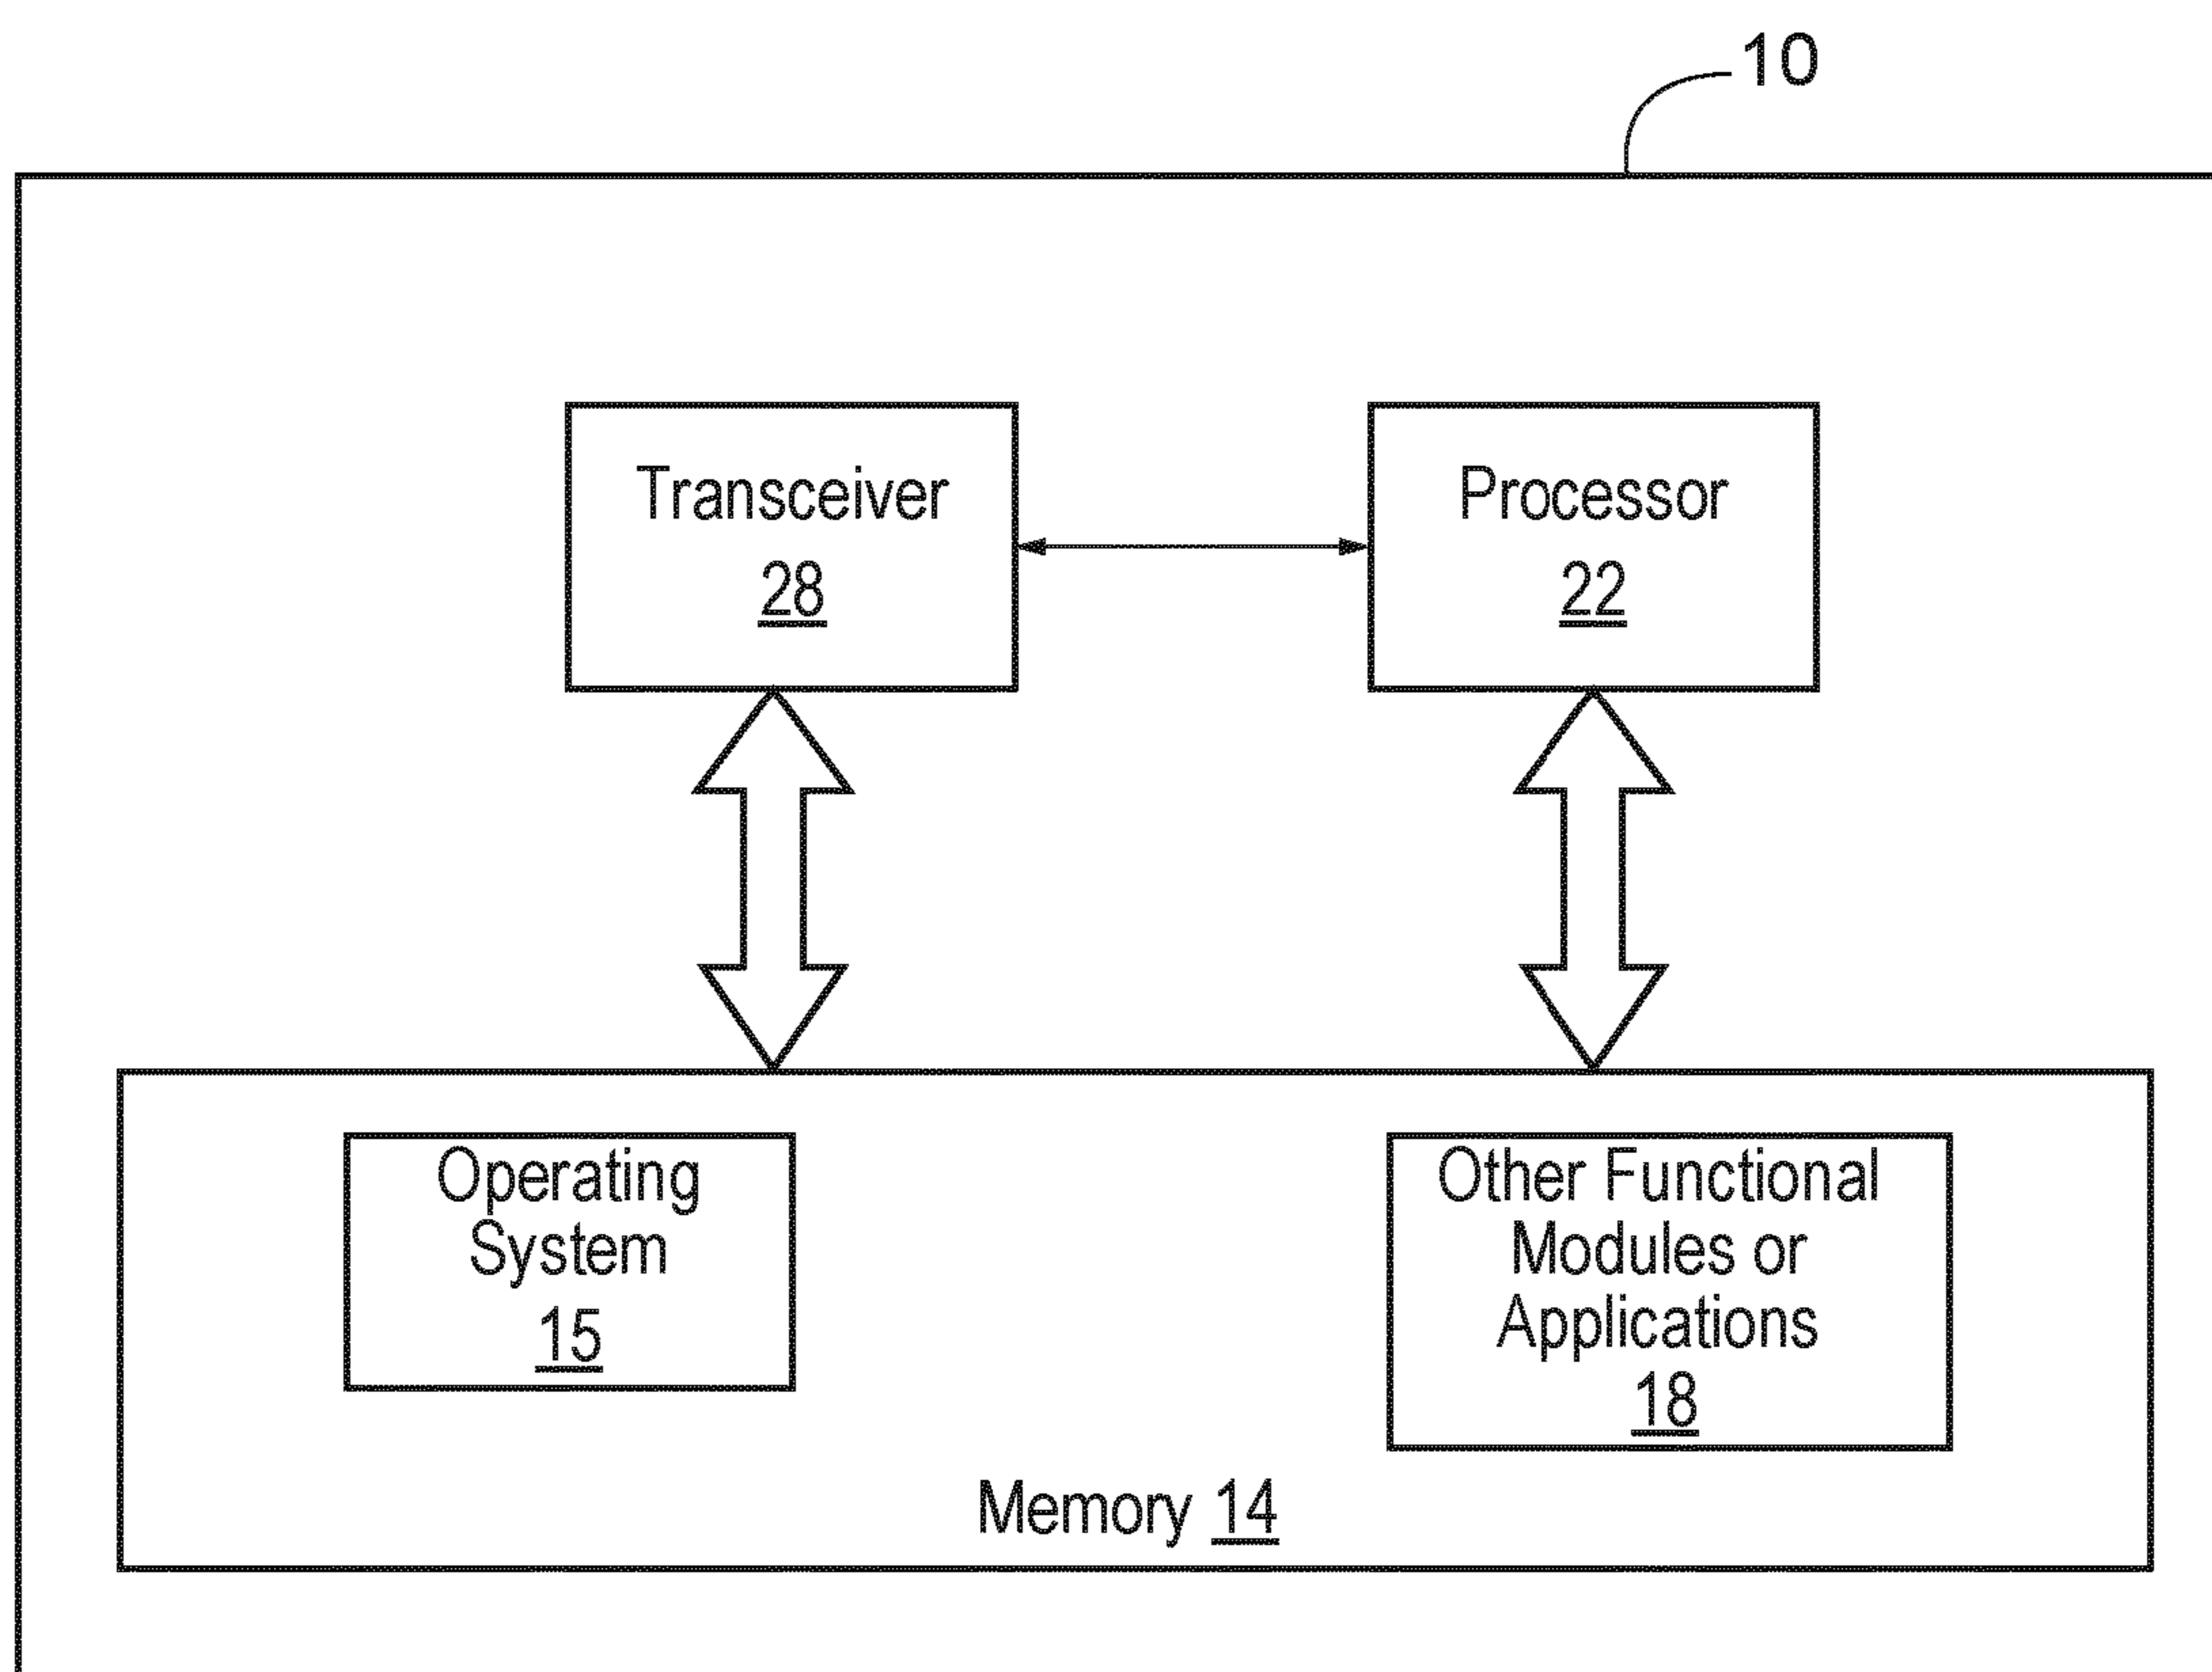 10
Transceiver
28
Processor
22
Operating
System
15
Other Functional
Modules or
Applications
18
Memory 14